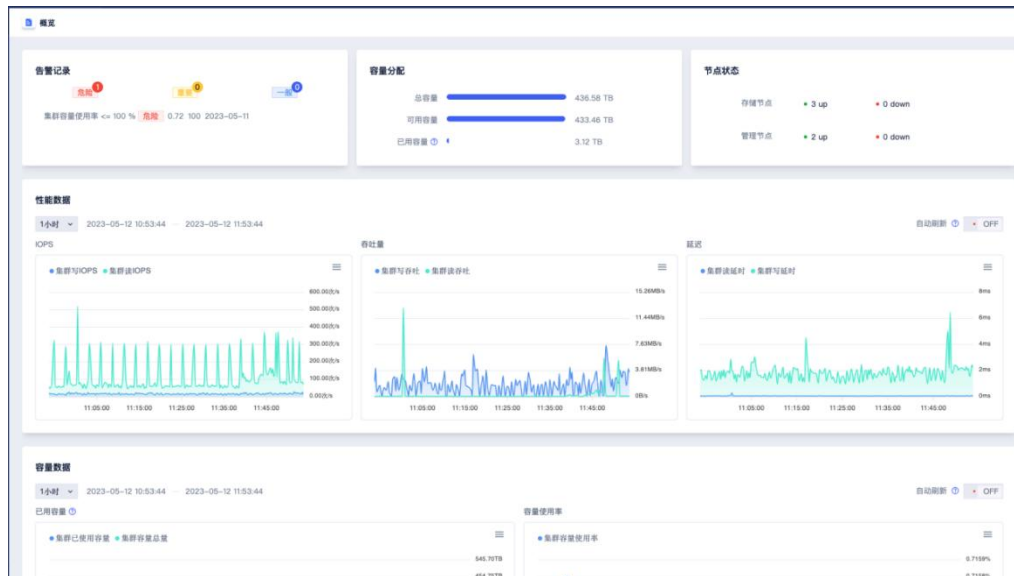 概览
告警记录
危险 1
重要 0
一般 0
集群容量使用率 <= 100 % 危险 0.72 100 2023-05-11
容量分配
总容量 436.58 TB
可用容量 433.46 TB
已用容量 3.12 TB
节点状态
存储节点 3 up 0 down
管理节点 2 up 0 down
性能数据
1小时 2023-05-12 10:53:44 — 2023-05-12 11:53:44
自动刷新 OFF
IOPS
集群写IOPS 集群读IOPS
600.00次/s
500.00次/s
400.00次/s
300.00次/s
200.00次/s
100.00次/s
0.00次/s
11:05:00 11:15:00 11:25:00 11:35:00 11:45:00
吞吐量
集群写吞吐 集群读吞吐
15.26MB/s
11.44MB/s
7.63MB/s
3.81MB/s
0B/s
11:05:00 11:15:00 11:25:00 11:35:00 11:45:00
延迟
集群读延时 集群写延时
8ms
6ms
4ms
2ms
0ms
11:05:00 11:15:00 11:25:00 11:35:00 11:45:00
容量数据
1小时 2023-05-12 10:53:44 — 2023-05-12 11:53:44
自动刷新 OFF
已用容量
集群已使用容量 集群容量总量
545.70TB
容量使用率
集群容量使用率
0.7159%